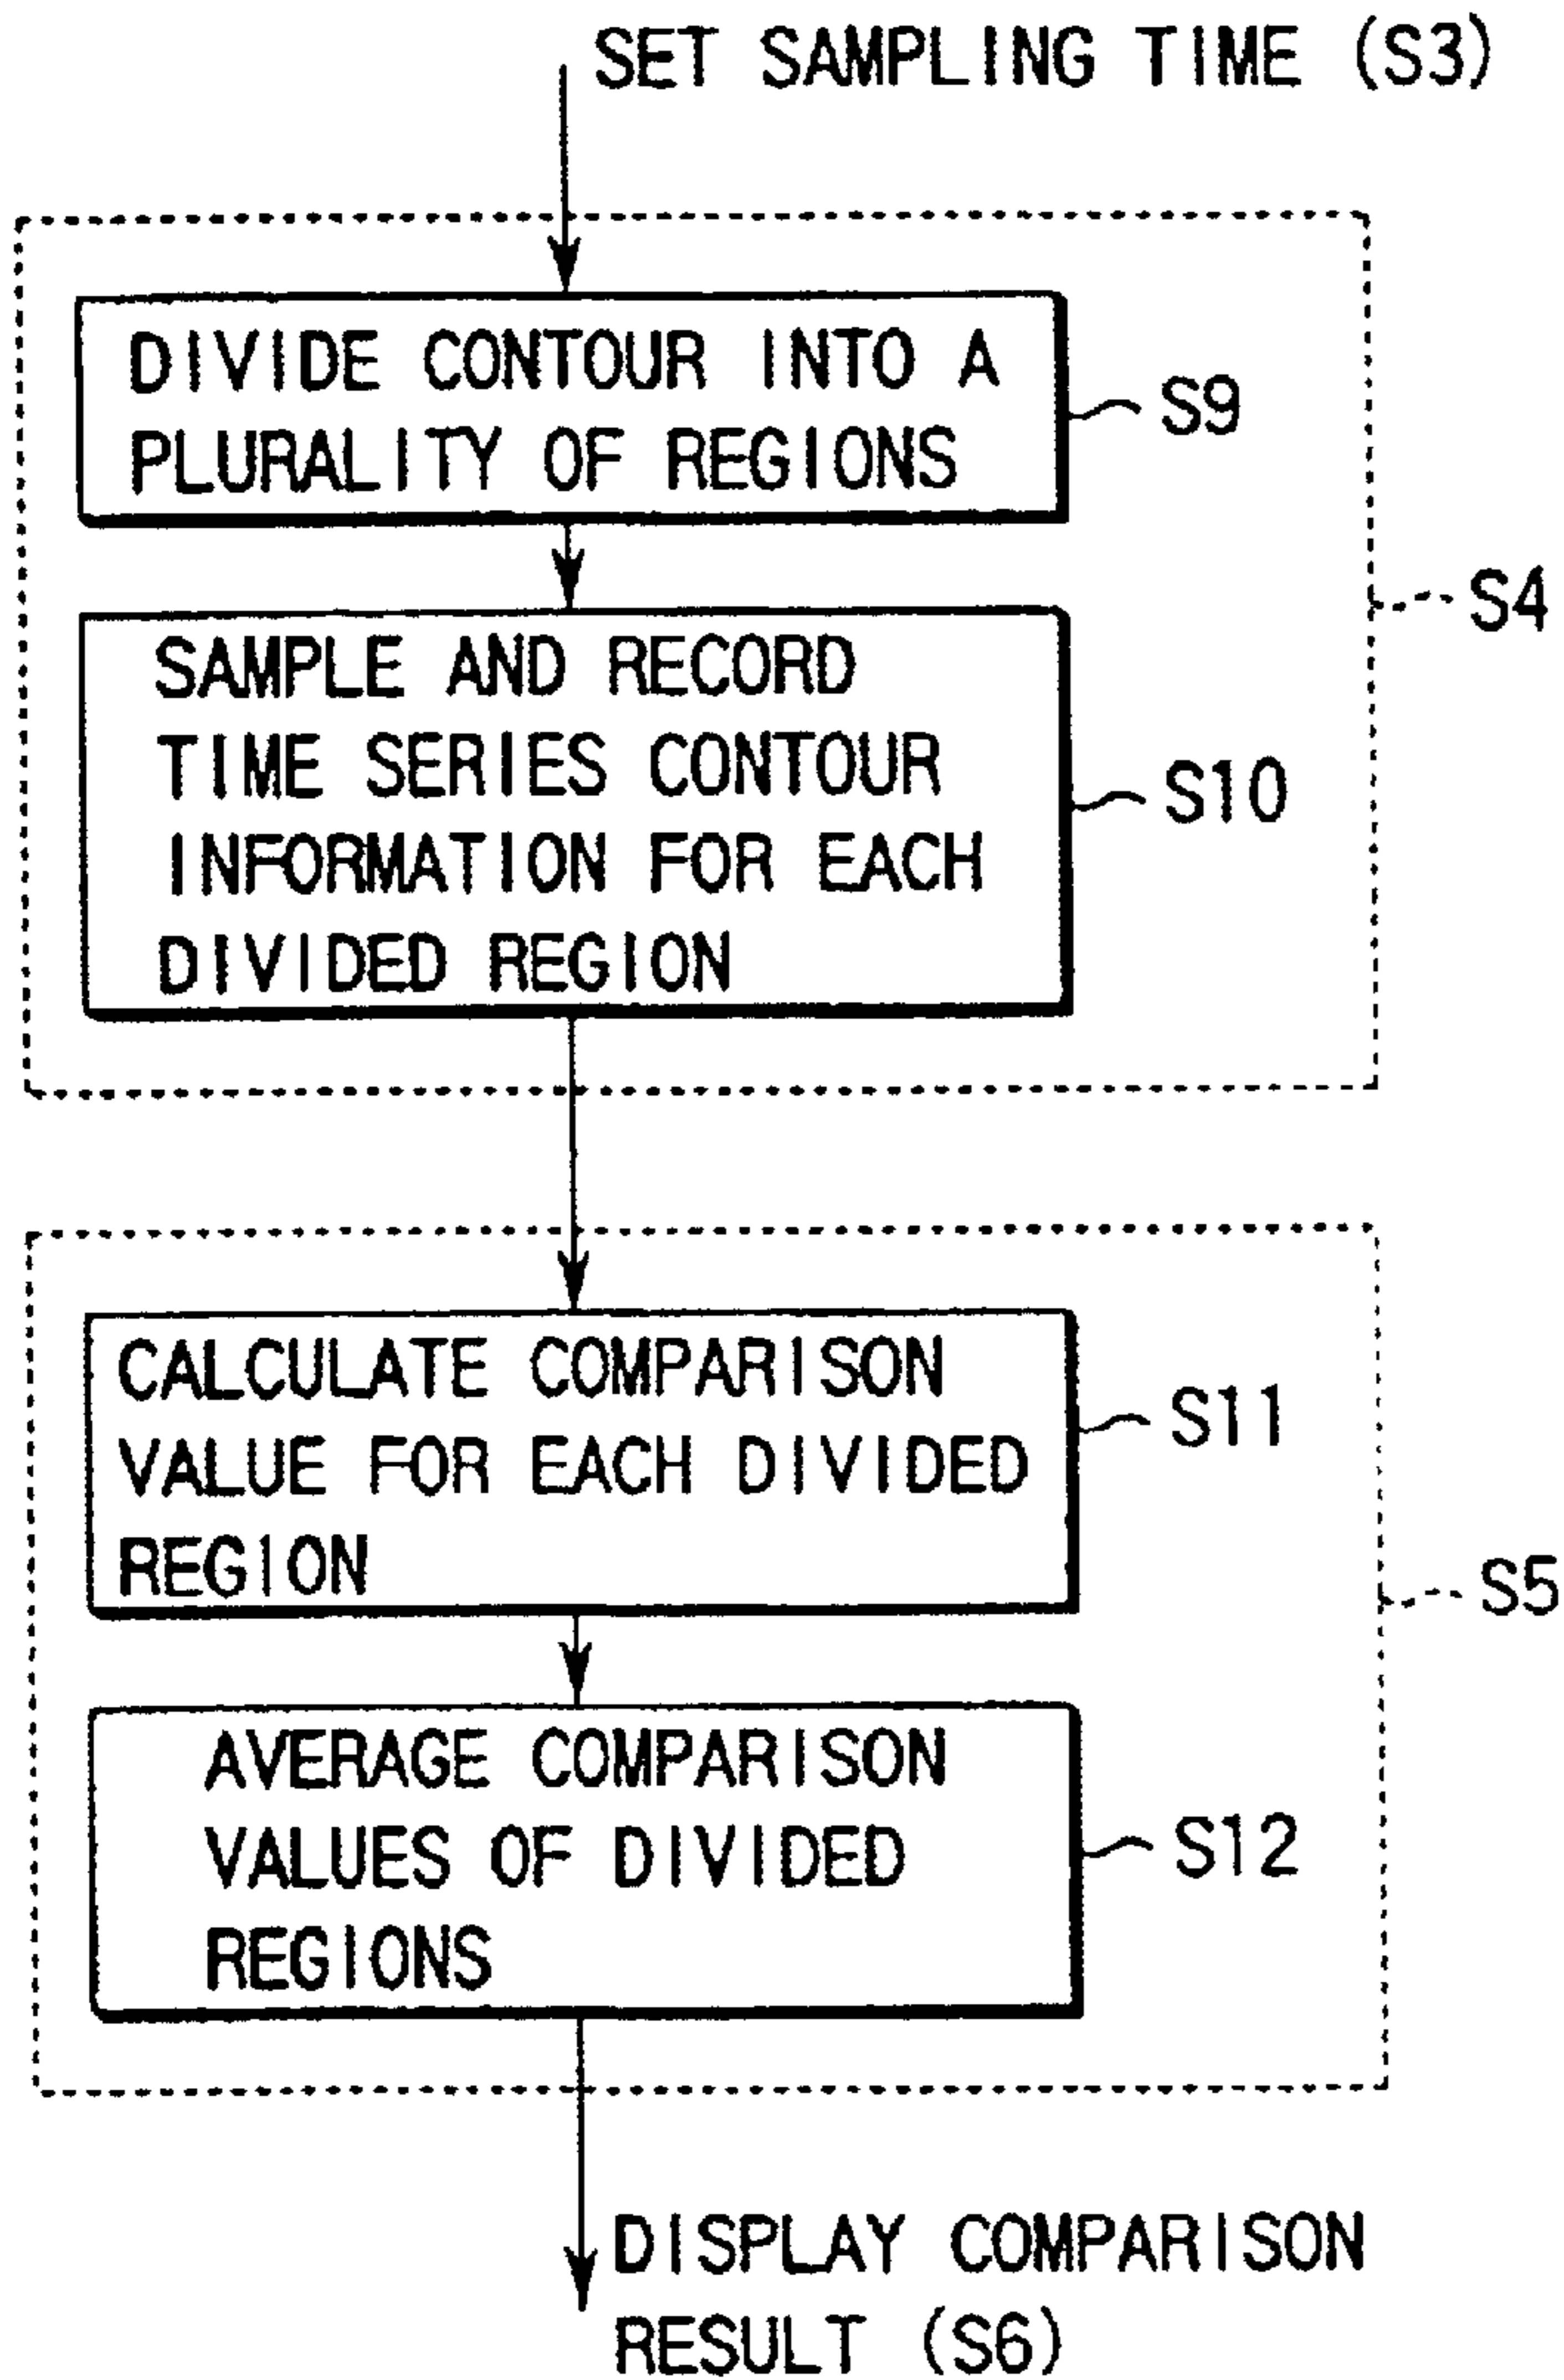 SET SAMPLING TIME (S3)
DIVIDE CONTOUR INTO A
PLURALITY OF REGIONS
S9
S4
SAMPLE AND RECORD
TIME SERIES CONTOUR
INFORMATION FOR EACH
DIVIDED REGION
S10
CALCULATE COMPARISON
VALUE FOR EACH DIVIDED
REGION
S11
S5
AVERAGE COMPARISON
VALUES OF DIVIDED
REGIONS
S12
DISPLAY COMPARISON
RESULT (S6)